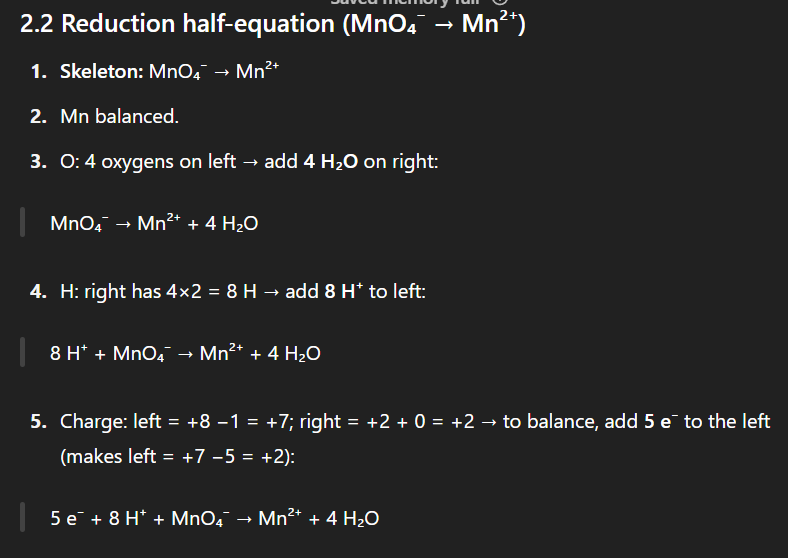 Saved memory full
2.2 Reduction half-equation (MnO₄⁻ → Mn²⁺)
1. Skeleton: MnO₄⁻ → Mn²⁺
2. Mn balanced.
3. O: 4 oxygens on left → add 4 H₂O on right:
MnO₄⁻ → Mn²⁺ + 4 H₂O
4. H: right has 4×2 = 8 H → add 8 H⁺ to left:
8 H⁺ + MnO₄⁻ → Mn²⁺ + 4 H₂O
5. Charge: left = +8 −1 = +7; right = +2 + 0 = +2 → to balance, add 5 e⁻ to the left
(makes left = +7 −5 = +2):
5 e⁻ + 8 H⁺ + MnO₄⁻ → Mn²⁺ + 4 H₂O